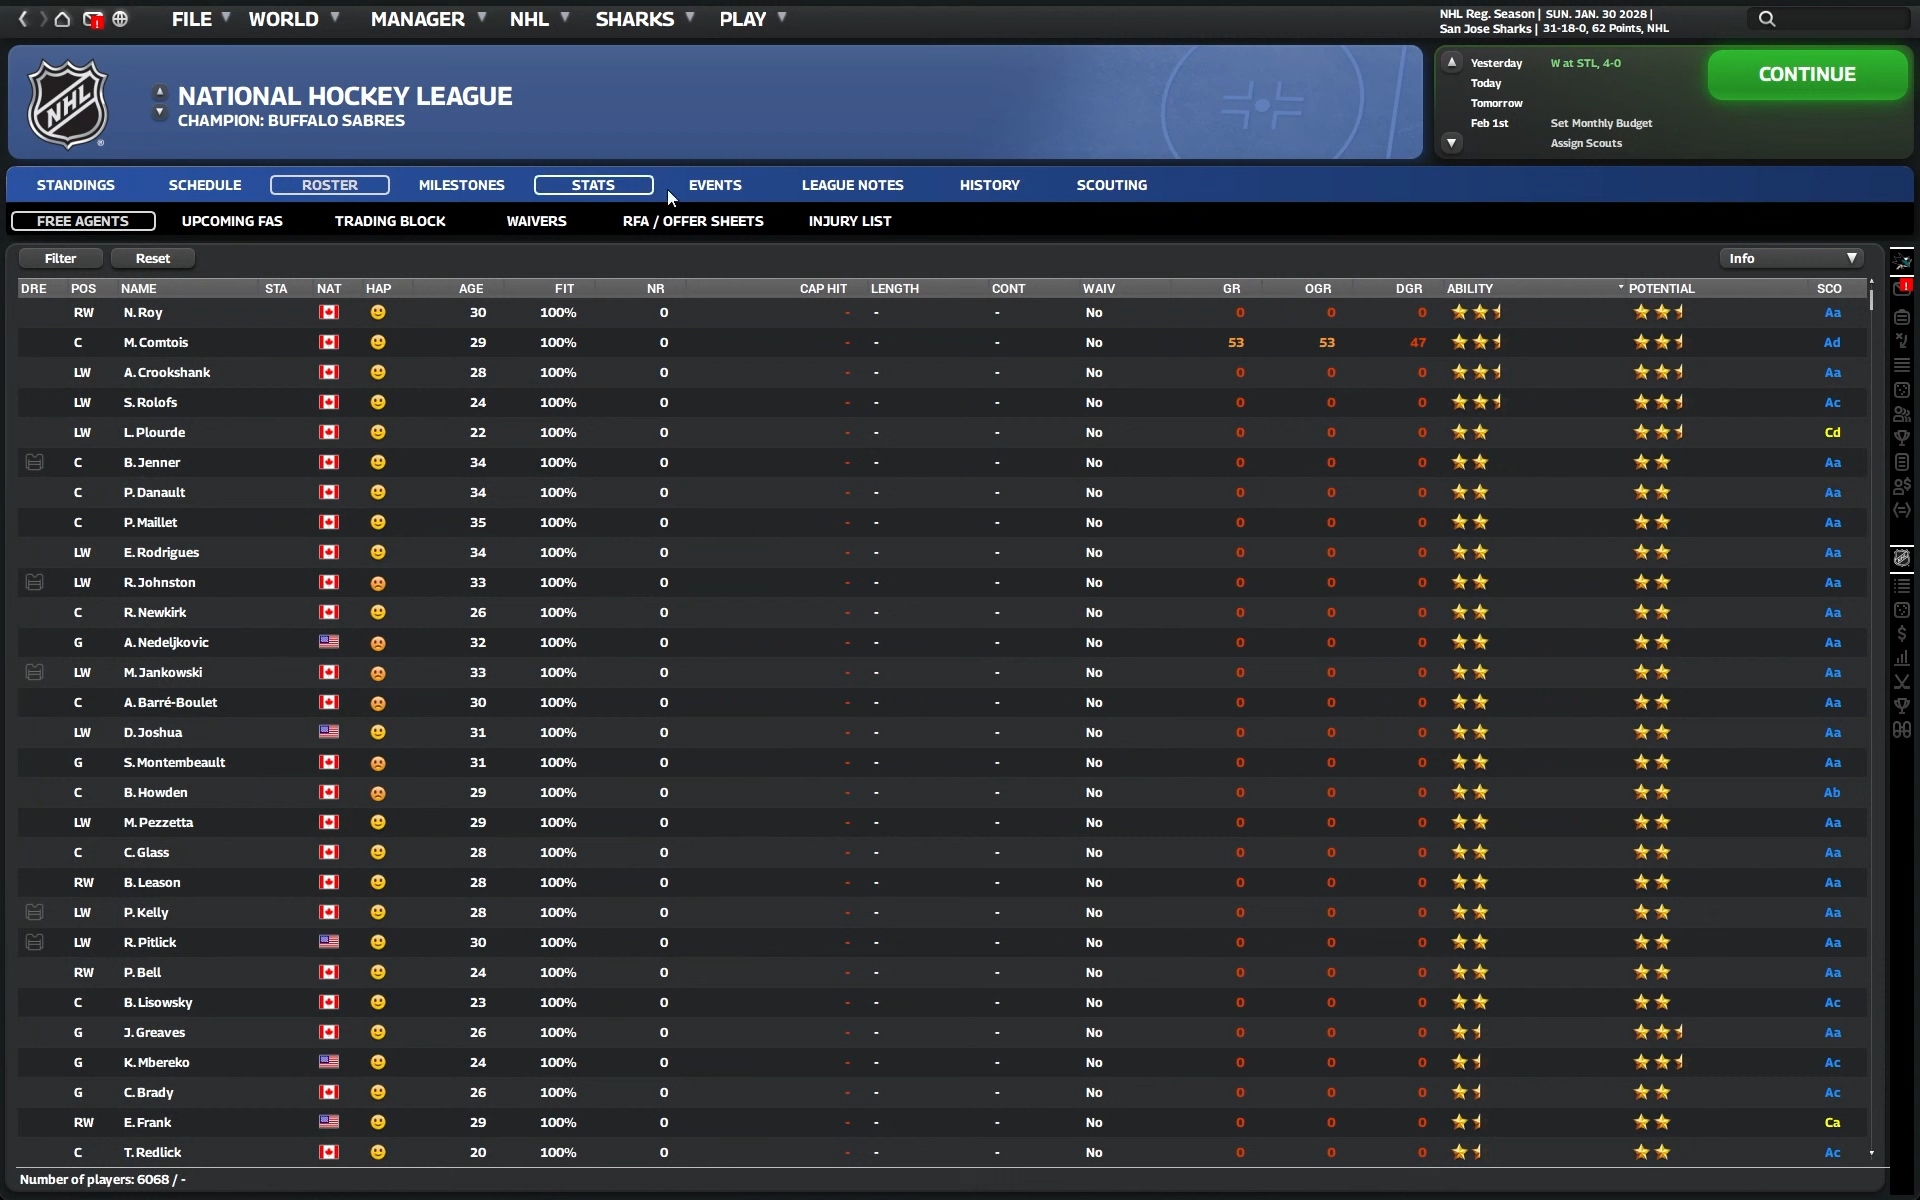 FILE WORLD MANAGER NHL SHARKS PLAY
NHL Reg. Season | SUN. JAN. 30 2028 |
San Jose Sharks | 31-18-0, 62 Points, NHL
NHL
NATIONAL HOCKEY LEAGUE
CHAMPION: BUFFALO SABRES
Yesterday W at STL, 4-0
Today
Tomorrow
Feb 1st Set Monthly Budget
Assign Scouts
CONTINUE
STANDINGS SCHEDULE ROSTER MILESTONES STATS EVENTS LEAGUE NOTES HISTORY SCOUTING
FREE AGENTS UPCOMING FAS TRADING BLOCK WAIVERS RFA / OFFER SHEETS INJURY LIST
Filter Reset Info
DRE POS NAME STA NAT HAP AGE FIT NR CAP HIT LENGTH CONT WAIV GR OGR DGR ABILITY POTENTIAL SCO
RW N. Roy 30 100% 0 - - - No 0 0 0 Aa
C M. Comtois 29 100% 0 - - - No 53 53 47 Ad
LW A. Crookshank 28 100% 0 - - - No 0 0 0 Aa
LW S. Rolofs 24 100% 0 - - - No 0 0 0 Ac
LW L. Plourde 22 100% 0 - - - No 0 0 0 Cd
C B. Jenner 34 100% 0 - - - No 0 0 0 Aa
C P. Danault 34 100% 0 - - - No 0 0 0 Aa
C P. Maillet 35 100% 0 - - - No 0 0 0 Aa
LW E. Rodrigues 34 100% 0 - - - No 0 0 0 Aa
LW R. Johnston 33 100% 0 - - - No 0 0 0 Aa
C R. Newkirk 26 100% 0 - - - No 0 0 0 Aa
G A. Nedeljkovic 32 100% 0 - - - No 0 0 0 Aa
LW M. Jankowski 33 100% 0 - - - No 0 0 0 Aa
C A. Barré-Boulet 30 100% 0 - - - No 0 0 0 Aa
LW D. Joshua 31 100% 0 - - - No 0 0 0 Aa
G S. Montembeault 31 100% 0 - - - No 0 0 0 Aa
C B. Howden 29 100% 0 - - - No 0 0 0 Ab
LW M. Pezzetta 29 100% 0 - - - No 0 0 0 Aa
C C. Glass 28 100% 0 - - - No 0 0 0 Aa
RW B. Leason 28 100% 0 - - - No 0 0 0 Aa
LW P. Kelly 28 100% 0 - - - No 0 0 0 Aa
LW R. Pitlick 30 100% 0 - - - No 0 0 0 Aa
RW P. Bell 24 100% 0 - - - No 0 0 0 Aa
C B. Lisowsky 23 100% 0 - - - No 0 0 0 Ac
G J. Greaves 26 100% 0 - - - No 0 0 0 Aa
G K. Mbereko 24 100% 0 - - - No 0 0 0 Ac
G C. Brady 26 100% 0 - - - No 0 0 0 Ac
RW E. Frank 29 100% 0 - - - No 0 0 0 Ca
C T. Redlick 20 100% 0 - - - No 0 0 0 Ac
Number of players: 6068 / -